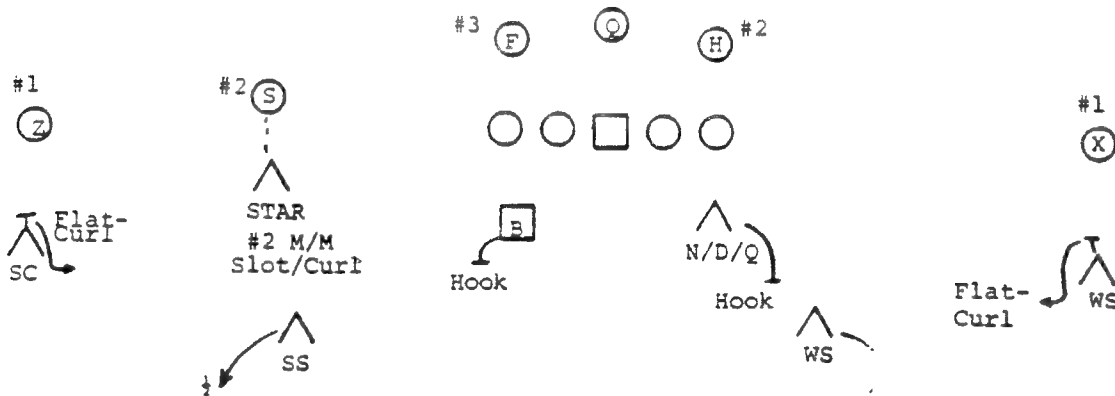 #3 F Q H #2
#1 #2 S #1
Z X
STAR B
Flat-
Curl
SC #2 M/M N/D/Q
Slot/Curl Hook Hook Flat-
Curl WS
SS WS
½